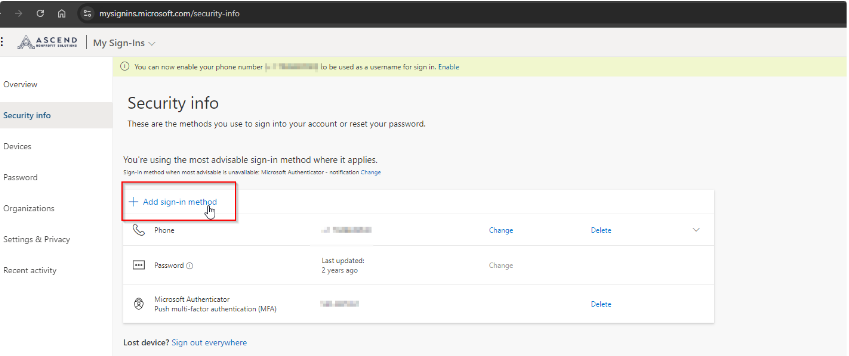 mysignins.microsoft.com/security-info
ASCEND
NONPROFIT SOLUTIONS
My Sign-Ins
You can now enable your phone number to be used as a username for sign in. Enable
Overview
Security info
Devices
Password
Organizations
Settings & Privacy
Recent activity
Security info
These are the methods you use to sign into your account or reset your password.
You're using the most advisable sign-in method where it applies.
Sign-in method when most advisable is unavailable: Microsoft Authenticator - notification Change
+ Add sign-in method
Phone Change Delete
Password Last updated:
2 years ago Change
Microsoft Authenticator
Push multi-factor authentication (MFA) Delete
Lost device? Sign out everywhere